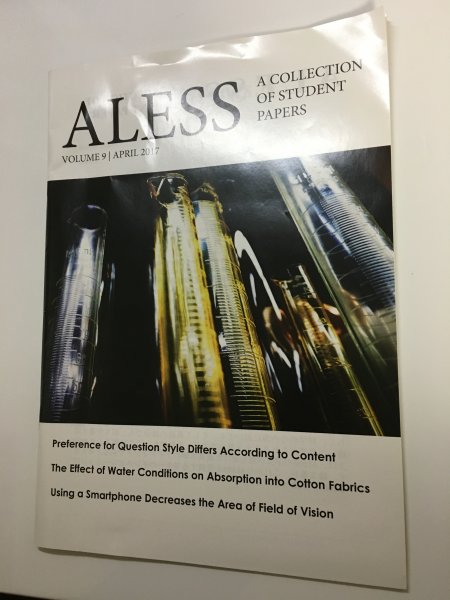 ALESS
A COLLECTION
OF STUDENT
PAPERS
VOLUME 9 | APRIL 2017
Preference for Question Style Differs According to Content
The Effect of Water Conditions on Absorption into Cotton Fabrics
Using a Smartphone Decreases the Area of Field of Vision